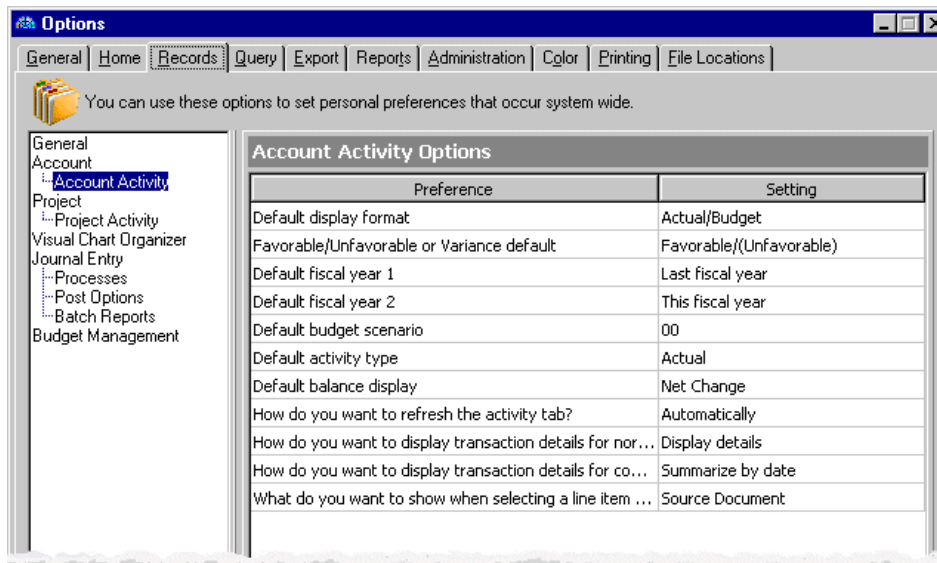 Options
General Home Records Query Export Reports Administration Color Printing File Locations
You can use these options to set personal preferences that occur system wide.
General
Account
Account Activity
Project
Project Activity
Visual Chart Organizer
Journal Entry
Processes
Post Options
Batch Reports
Budget Management
Account Activity Options
Preference Setting
Default display format Actual/Budget
Favorable/Unfavorable or Variance default Favorable/(Unfavorable)
Default fiscal year 1 Last fiscal year
Default fiscal year 2 This fiscal year
Default budget scenario 00
Default activity type Actual
Default balance display Net Change
How do you want to refresh the activity tab? Automatically
How do you want to display transaction details for nor... Display details
How do you want to display transaction details for co... Summarize by date
What do you want to show when selecting a line item ... Source Document